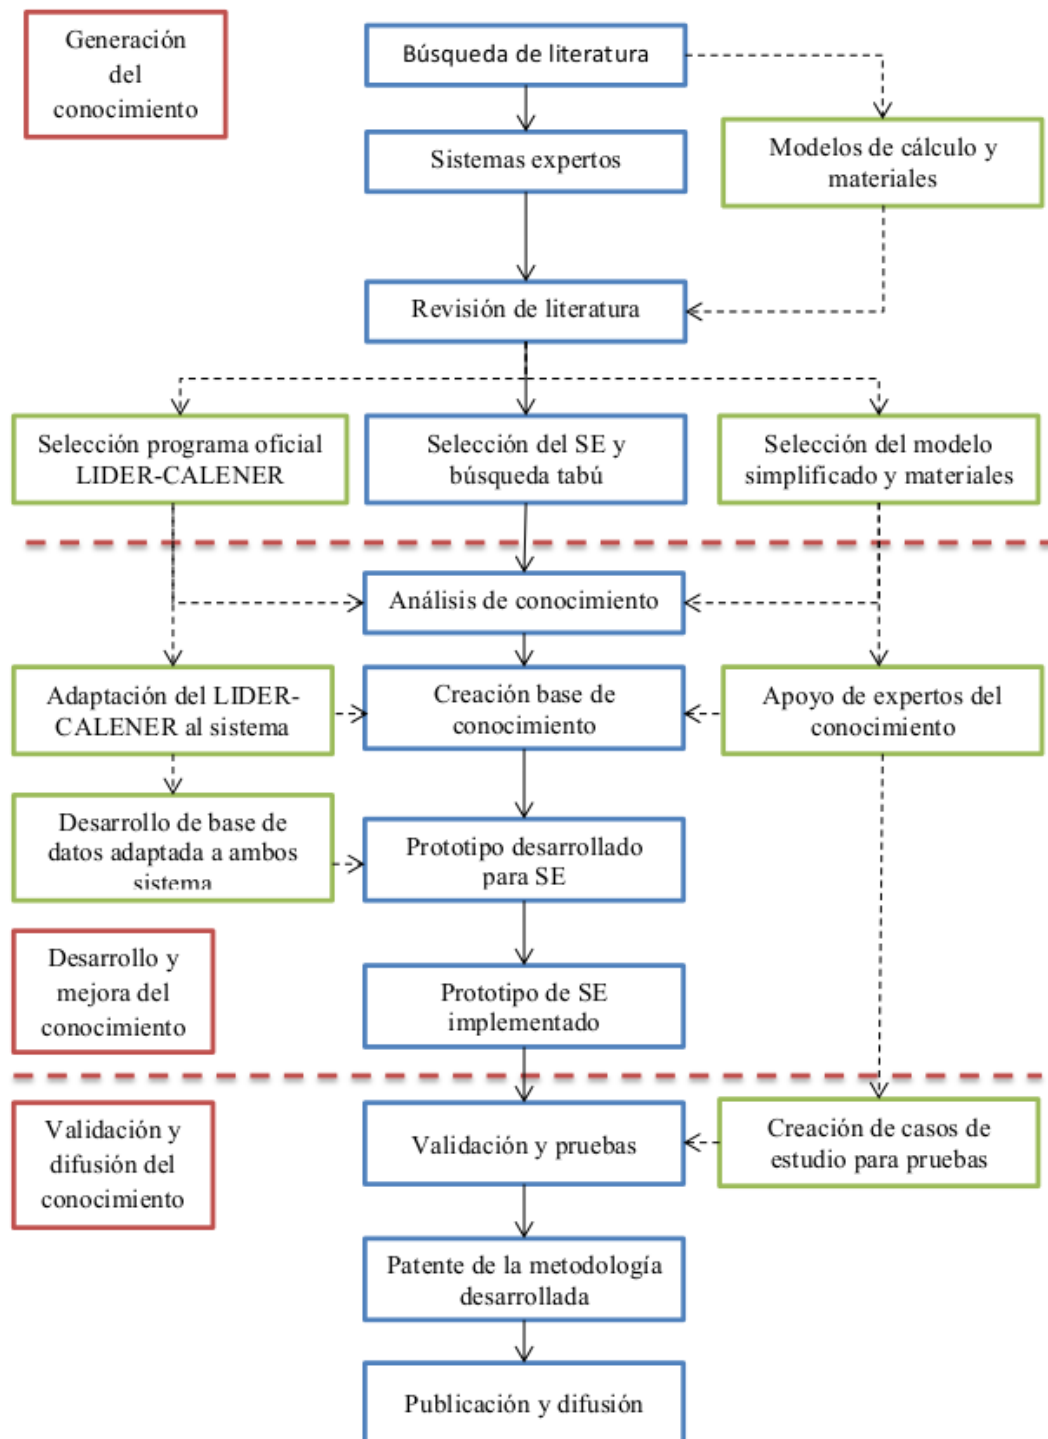 Generación
del
conocimiento
Búsqueda de literatura
Sistemas expertos
Modelos de cálculo y
materiales
Revisión de literatura
Selección programa oficial
LIDER-CALENER
Selección del SE y
búsqueda tabú
Selección del modelo
simplificado y materiales
Análisis de conocimiento
Adaptación del LIDER-
CALENER al sistema
Creación base de
conocimiento
Apoyo de expertos del
conocimiento
Desarrollo de base de
datos adaptada a ambos
sistema
Prototipo desarrollado
para SE
Desarrollo y
mejora del
conocimiento
Prototipo de SE
implementado
Validación y
difusión del
conocimiento
Validación y pruebas
Creación de casos de
estudio para pruebas
Patente de la metodología
desarrollada
Publicación y difusión